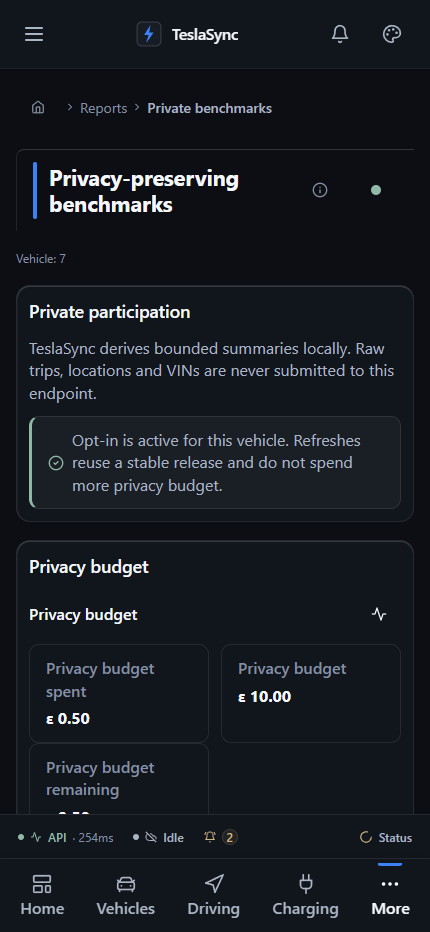 TeslaSync
Reports > Private benchmarks
Privacy-preserving
benchmarks
Vehicle: 7
Private participation
TeslaSync derives bounded summaries locally. Raw
trips, locations and VINs are never submitted to this
endpoint.
Opt-in is active for this vehicle. Refreshes
reuse a stable release and do not spend
more privacy budget.
Privacy budget
Privacy budget
Privacy budget
spent
ε 0.50
Privacy budget
ε 10.00
Privacy budget
remaining
API · 254ms
Idle
2
Status
Home
Vehicles
Driving
Charging
More